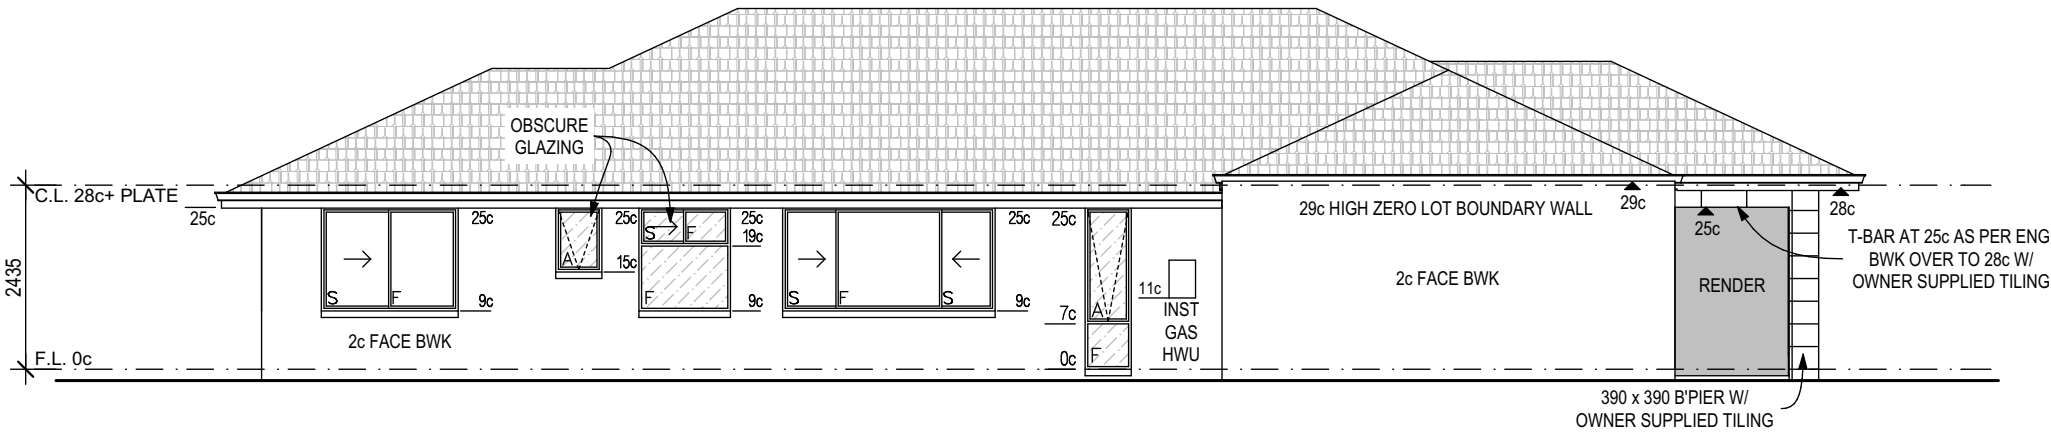 OBSCURE
GLAZING
C.L. 28c+ PLATE
25c
2435
F.L. 0c
S
F
25c
9c
2c FACE BWK
A
25c
15c
S
F
F
25c
19c
9c
S
F
S
25c
9c
25c
7c
0c
A
F
11c
INST
GAS
HWU
29c HIGH ZERO LOT BOUNDARY WALL
2c FACE BWK
29c
25c
28c
RENDER
T-BAR AT 25c AS PER ENG
BWK OVER TO 28c W/
OWNER SUPPLIED TILING
390 x 390 B'PIER W/
OWNER SUPPLIED TILING